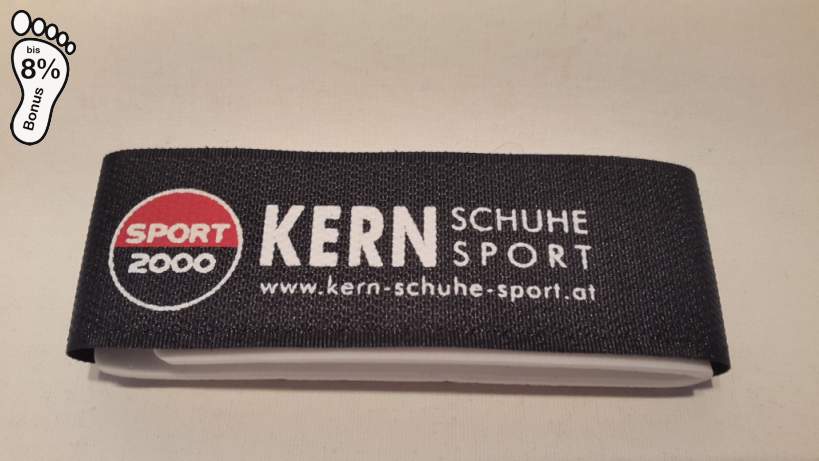 bis
8%
Bonus
SPORT
2000
KERN
SCHUHE
SPORT
www.kern-schuhe-sport.at